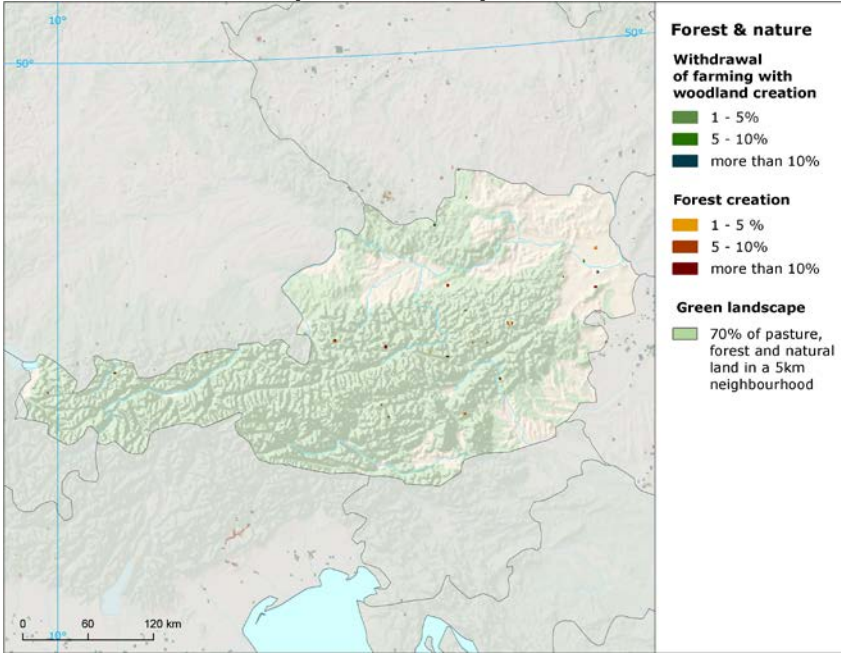 10°
50°
50°
10°
0 60 120 km
Forest & nature
Withdrawal
of farming with
woodland creation
1 - 5%
5 - 10%
more than 10%
Forest creation
1 - 5 %
5 - 10%
more than 10%
Green landscape
70% of pasture,
forest and natural
land in a 5km
neighbourhood